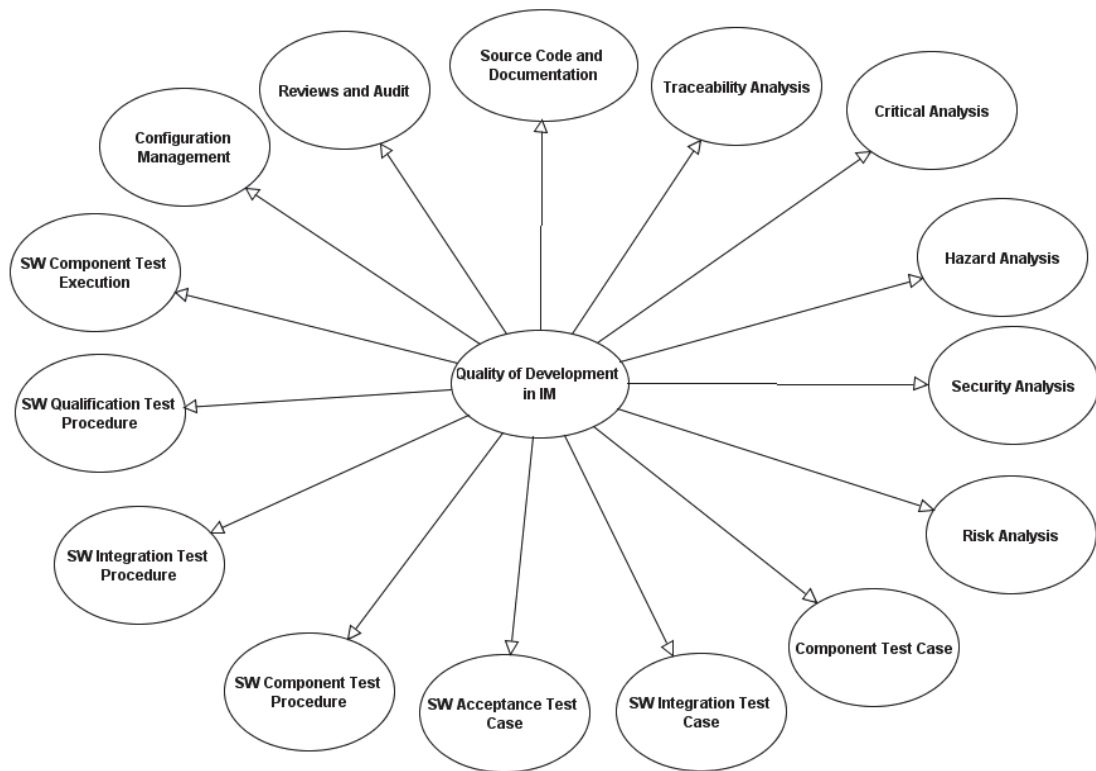 Source Code and
Documentation
Reviews and Audit
Traceability Analysis
Critical Analysis
Configuration
Management
SW Component Test
Execution
Hazard Analysis
Quality of Development
in IM
Security Analysis
SW Qualification Test
Procedure
Risk Analysis
SW Integration Test
Procedure
Component Test Case
SW Component Test
Procedure
SW Acceptance Test
Case
SW Integration Test
Case